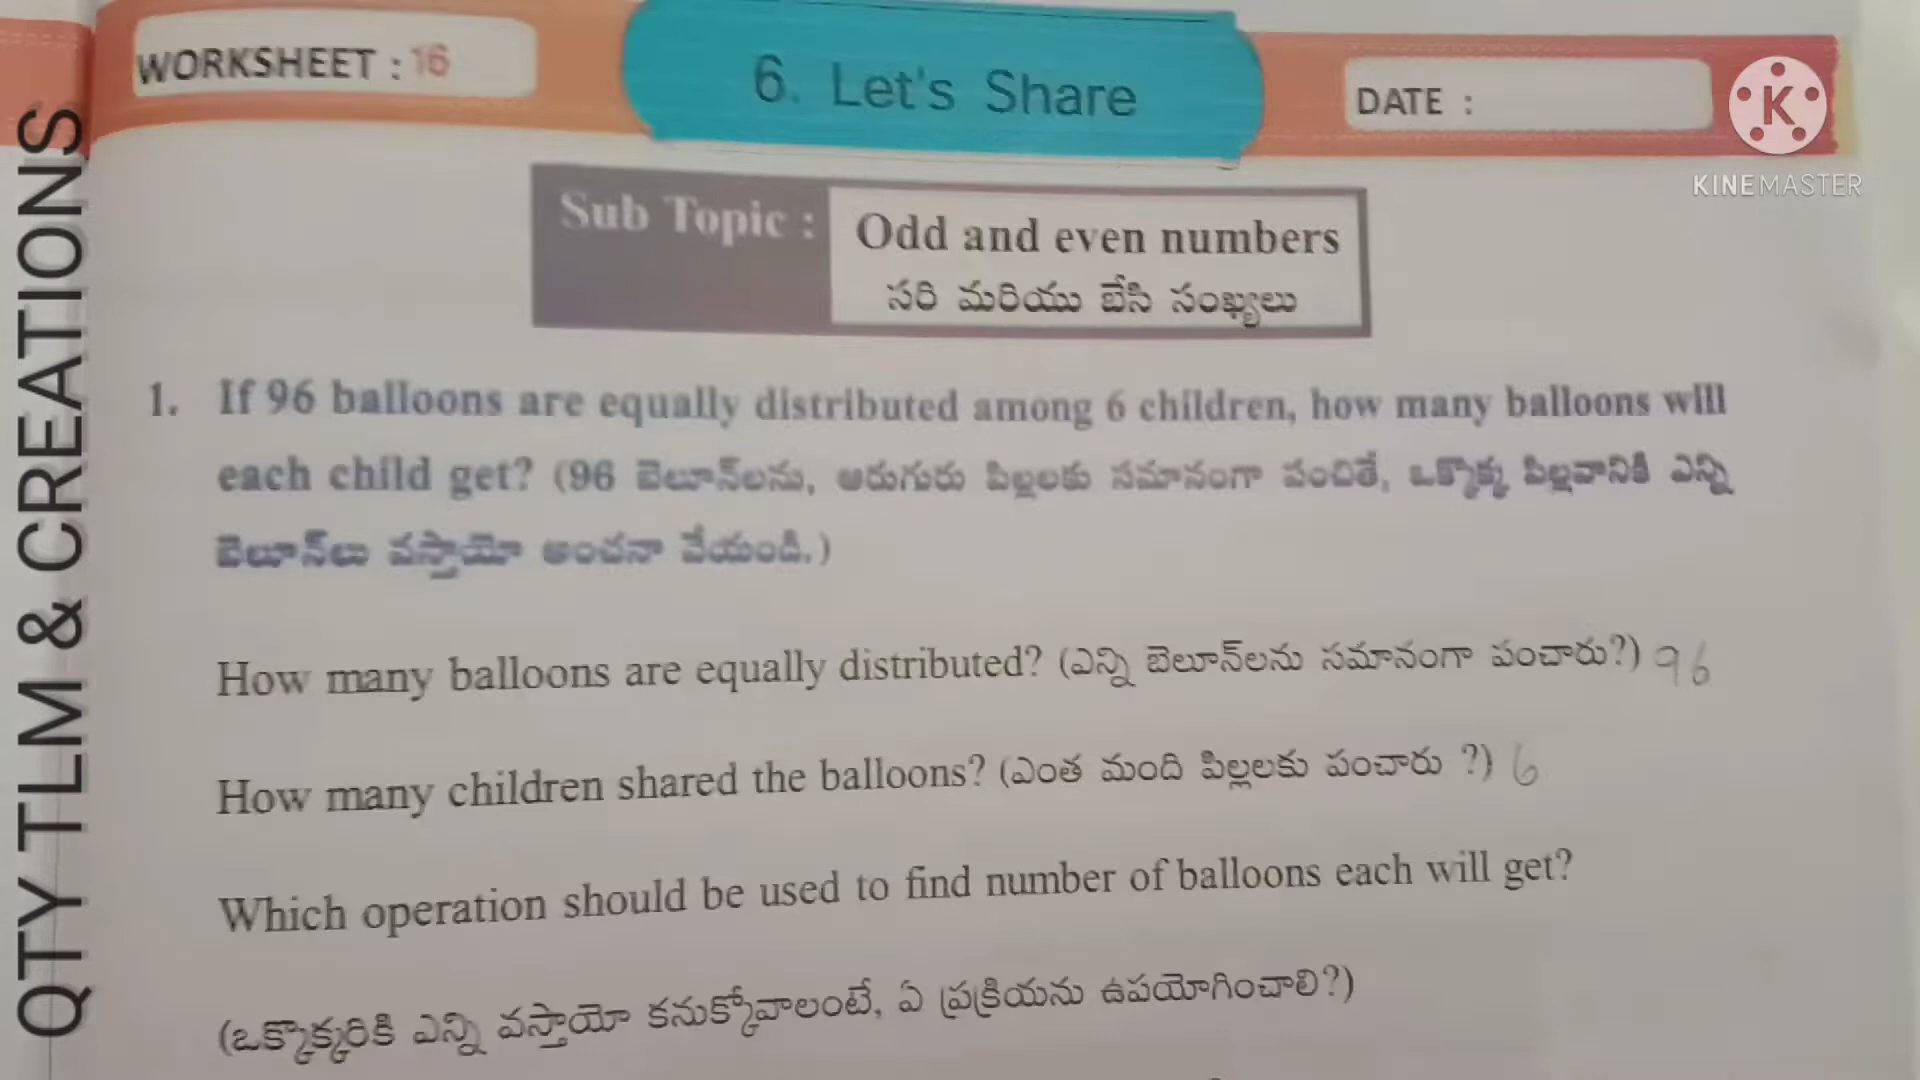 WORKSHEET : 16
6. Let's Share
DATE :
KINEMASTER
QTY TLM & CREATIONS
Sub Topic :
Odd and even numbers
సరి మరియు బేసి సంఖ్యలు
1. If 96 balloons are equally distributed among 6 children, how many balloons will
each child get? (96 బెలూన్‌లను, ఆరుగురు పిల్లలకు సమానంగా పంచితే, ఒక్కొక్క పిల్లవానికి ఎన్ని
బెలూన్‌లు వస్తాయో అంచనా వేయండి.)
How many balloons are equally distributed? (ఎన్ని బెలూన్‌లను సమానంగా పంచారు?) 96
How many children shared the balloons? (ఎంత మంది పిల్లలకు పంచారు ?) 6
Which operation should be used to find number of balloons each will get?
(ఒక్కొక్కరికి ఎన్ని వస్తాయో కనుక్కోవాలంటే, ఏ ప్రక్రియను ఉపయోగించాలి?)